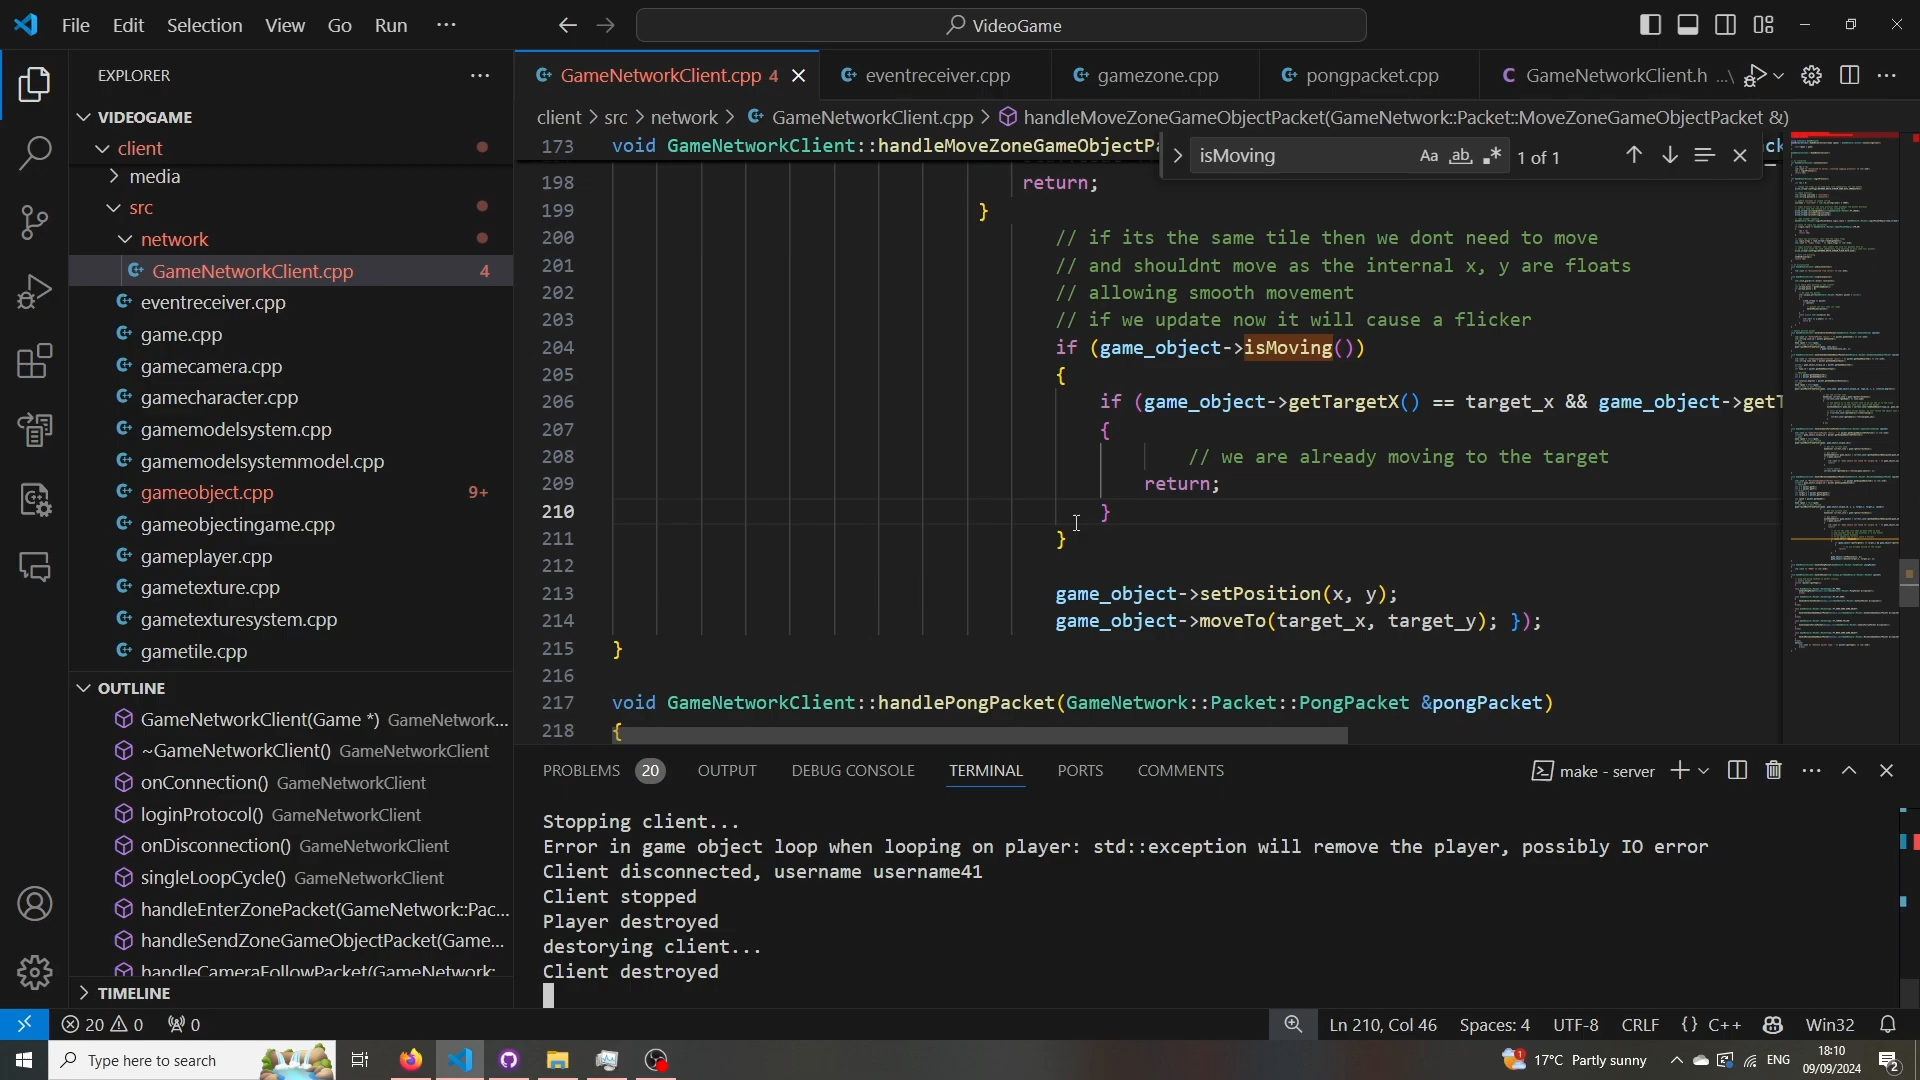 File Edit Selection View Go Run ···
VideoGame
EXPLORER
GameNetworkClient.cpp 4
eventreceiver.cpp
gamezone.cpp
pongpacket.cpp
GameNetworkClient.h ...\
VIDEOGAME
client
media
src
network
GameNetworkClient.cpp 4
eventreceiver.cpp
game.cpp
gamecamera.cpp
gamecharacter.cpp
gamemodelsystem.cpp
gamemodelsystemmodel.cpp
gameobject.cpp 9+
gameobjectingame.cpp
gameplayer.cpp
gametexture.cpp
gametexturesystem.cpp
gametile.cpp
OUTLINE
GameNetworkClient(Game *) GameNetwork...
~GameNetworkClient() GameNetworkClient
onConnection() GameNetworkClient
loginProtocol() GameNetworkClient
onDisconnection() GameNetworkClient
singleLoopCycle() GameNetworkClient
handleEnterZonePacket(GameNetwork::Pac...
handleSendZoneGameObjectPacket(Game...
handleCameraFollowPacket(GameNetwork:
TIMELINE
client > src > network > GameNetworkClient.cpp > handleMoveZoneGameObjectPacket(GameNetwork::Packet::MoveZoneGameObjectPacket &)
isMoving
Aa ab 1 of 1
173 void GameNetworkClient::handleMoveZoneGameObjectPa
198 return;
199 }
200 // if its the same tile then we dont need to move
201 // and shouldnt move as the internal x, y are floats
202 // allowing smooth movement
203 // if we update now it will cause a flicker
204 if (game_object->isMoving())
205 {
206 if (game_object->getTargetX() == target_x && game_object->getT
207 {
208 // we are already moving to the target
209 return;
210 }
211 }
212
213 game_object->setPosition(x, y);
214 game_object->moveTo(target_x, target_y); });
215 }
216
217 void GameNetworkClient::handlePongPacket(GameNetwork::Packet::PongPacket &pongPacket)
218 {
PROBLEMS 20 OUTPUT DEBUG CONSOLE TERMINAL PORTS COMMENTS
make - server
Stopping client...
Error in game object loop when looping on player: std::exception will remove the player, possibly IO error
Client disconnected, username username41
Client stopped
Player destroyed
destorying client...
Client destroyed
20 0 0
Ln 210, Col 46 Spaces: 4 UTF-8 CRLF {} C++ Win32
Type here to search
17°C Partly sunny
ENG
18:10
09/09/2024
2